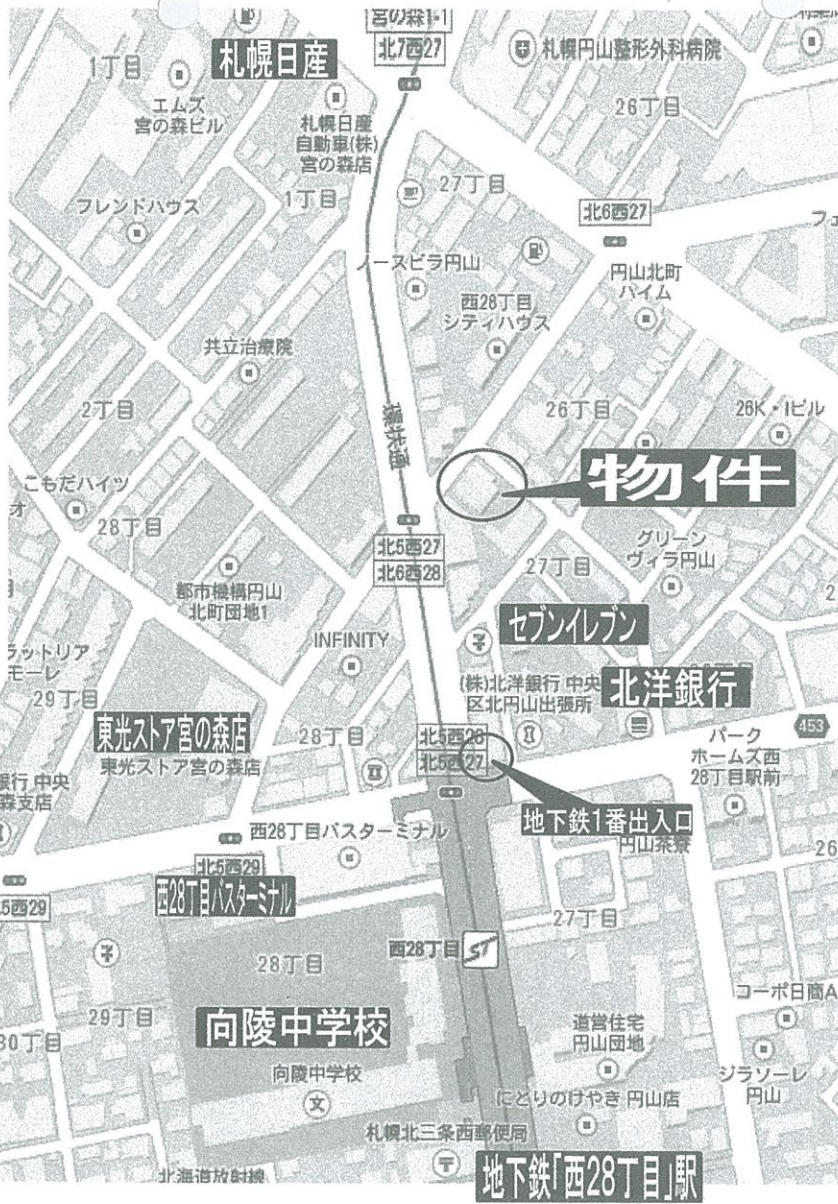 宮の森1-1
北7西27
札幌日産
札幌円山整形外科病院
1丁目
エムズ
宮の森ビル
札幌日産
自動車(株)
宮の森店
26丁目
27丁目
1丁目
フレンドハウス
北6西27
ノースビラ円山
円山北町
ハイム
西28丁目
シティハウス
共立治療院
2丁目
環状通
26丁目
26K・Iビル
物件
こもだハイツ
オ
28丁目
北5西27
北6西28
グリーン
ヴィラ円山
27丁目
都市機構円山
北町団地1
セブンイレブン
INFINITY
ラットリア
モーレ
29丁目
(株)北洋銀行 中央
区北円山出張所
北洋銀行
東光ストア宮の森店
東光ストア宮の森店
28丁目
北5西28
北5西27
453
パーク
ホームズ西
28丁目駅前
銀行 中央
森支店
地下鉄1番出入口
円山茶寮
西28丁目バスターミナル
26
北5西29
5西29
西28丁目バスターミナル
27丁目
西28丁目
ST
28丁目
コーポ日商A
29丁目
30丁目
向陵中学校
道営住宅
円山団地
向陵中学校
文
ジラソーレ
円山
にとりのけやき 円山店
札幌北三条西郵便局
北海道放射線
地下鉄「西28丁目」駅